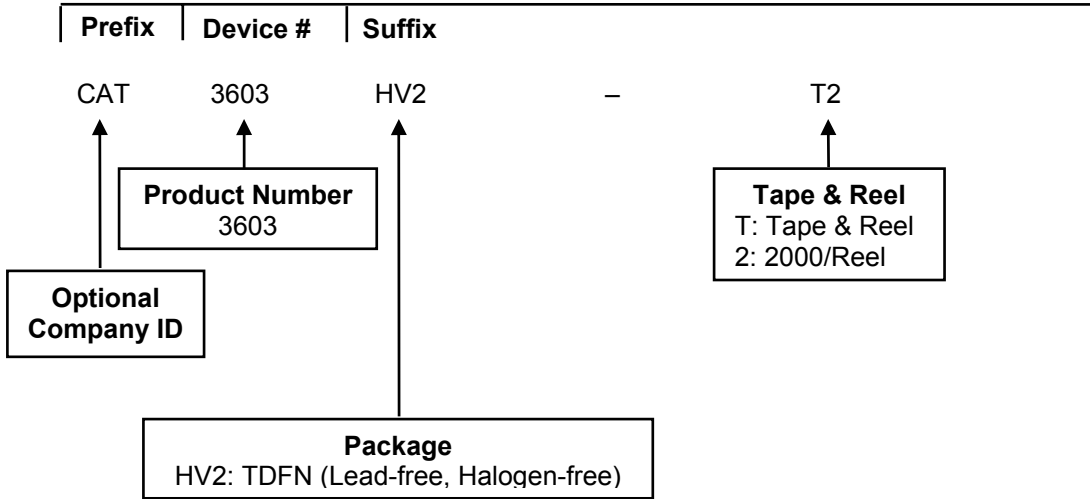 Prefix Device # Suffix
CAT 3603 HV2 – T2
Product Number
3603
Tape & Reel
T: Tape & Reel
2: 2000/Reel
Optional
Company ID
Package
HV2: TDFN (Lead-free, Halogen-free)